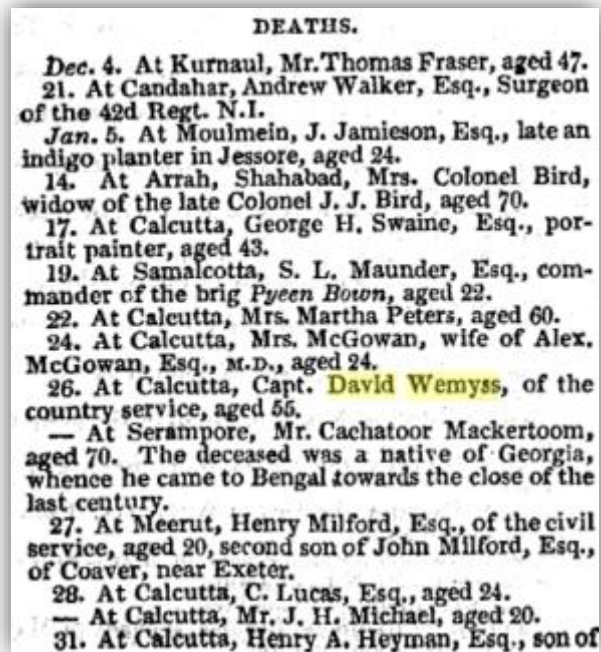 DEATHS.
Dec. 4. At Kurnaul, Mr. Thomas Fraser, aged 47.
21. At Candahar, Andrew Walker, Esq., Surgeon
of the 42d Regt. N.I.
Jan. 5. At Moulmein, J. Jamieson, Esq., late an
indigo planter in Jessore, aged 24.
14. At Arrah, Shahabad, Mrs. Colonel Bird,
widow of the late Colonel J. J. Bird, aged 70.
17. At Calcutta, George H. Swaine, Esq., por-
trait painter, aged 43.
19. At Samalcotta, S. L. Maunder, Esq., com-
mander of the brig Pyeen Bown, aged 22.
22. At Calcutta, Mrs. Martha Peters, aged 60.
24. At Calcutta, Mrs. McGowan, wife of Alex.
McGowan, Esq., M.D., aged 24.
26. At Calcutta, Capt. David Wemyss, of the
country service, aged 55.
— At Serampore, Mr. Cachatoor Mackertoom,
aged 70. The deceased was a native of Georgia,
whence he came to Bengal towards the close of the
last century.
27. At Meerut, Henry Milford, Esq., of the civil
service, aged 20, second son of John Milford, Esq.,
of Coaver, near Exeter.
28. At Calcutta, C. Lucas, Esq., aged 24.
— At Calcutta, Mr. J. H. Michael, aged 20.
31. At Calcutta, Henry A. Heyman, Esq., son of